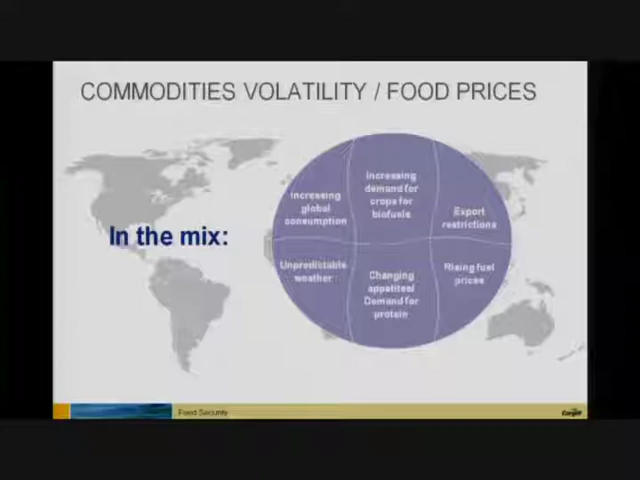 COMMODITIES VOLATILITY / FOOD PRICES
In the mix:
Increasing
global
consumption
Increasing
demand for
crops for
biofuels
Export
restrictions
Unpredictable
weather
Changing
appetites/
Demand for
protein
Rising fuel
prices
Food Security
Cargill